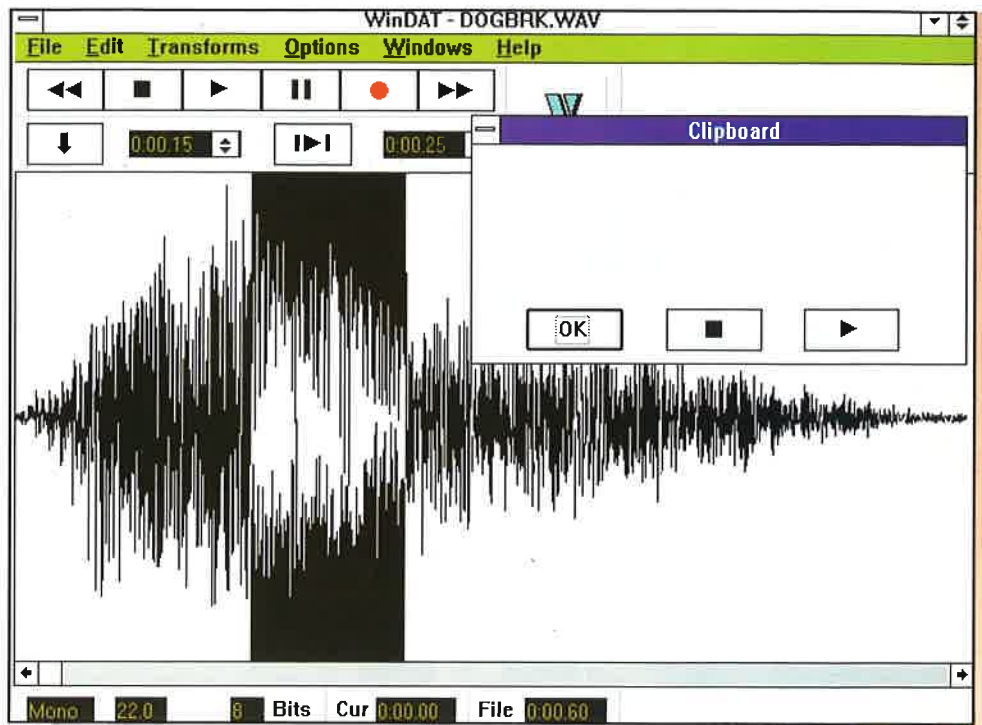 WinDAT - DOGBRK.WAV
File Edit Transforms Options Windows Help
0:00.15 0:00.25
Clipboard
OK
Mono 22.0 8 Bits Cur 0:00.00 File 0:00.60